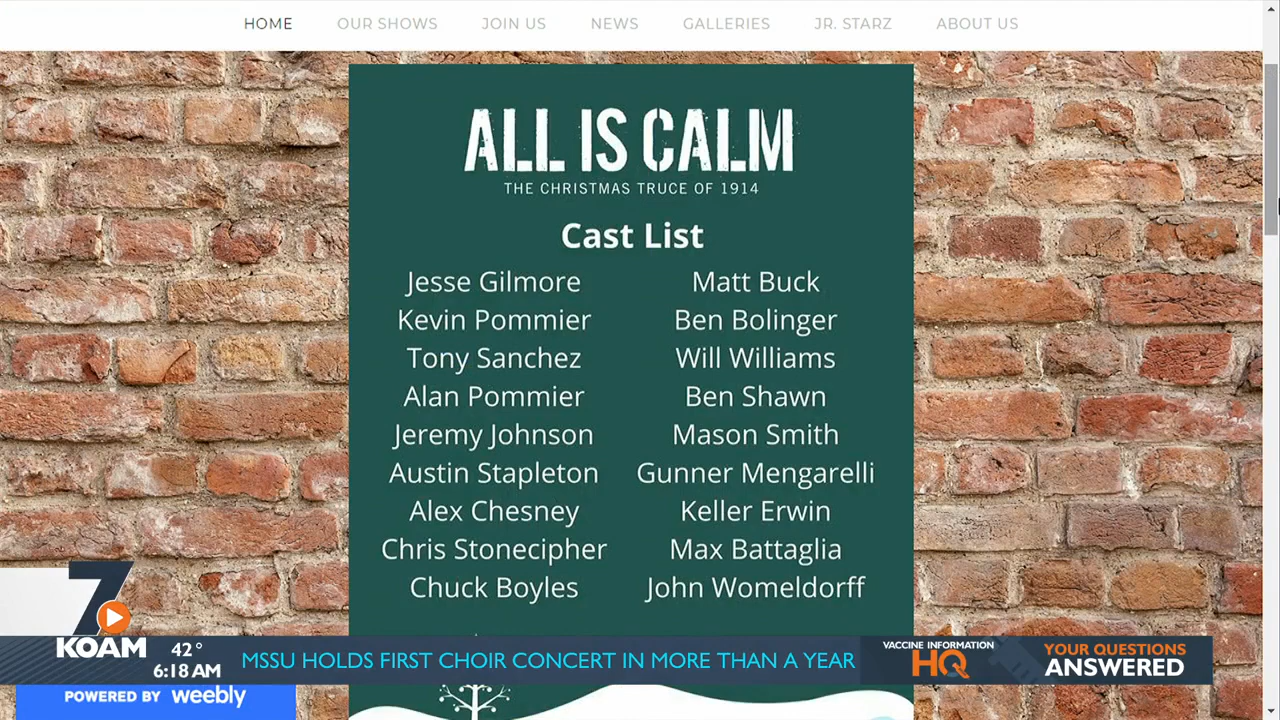 HOME OUR SHOWS JOIN US NEWS GALLERIES JR. STARZ ABOUT US
ALL IS CALM
THE CHRISTMAS TRUCE OF 1914
Cast List
Jesse Gilmore Matt Buck
Kevin Pommier Ben Bolinger
Tony Sanchez Will Williams
Alan Pommier Ben Shawn
Jeremy Johnson Mason Smith
Austin Stapleton Gunner Mengarelli
Alex Chesney Keller Erwin
Chris Stonecipher Max Battaglia
Chuck Boyles John Womeldorff
7
KOAM
42°
6:18 AM
MSSU HOLDS FIRST CHOIR CONCERT IN MORE THAN A YEAR
VACCINE INFORMATION
HQ
YOUR QUESTIONS
ANSWERED
POWERED BY weebly